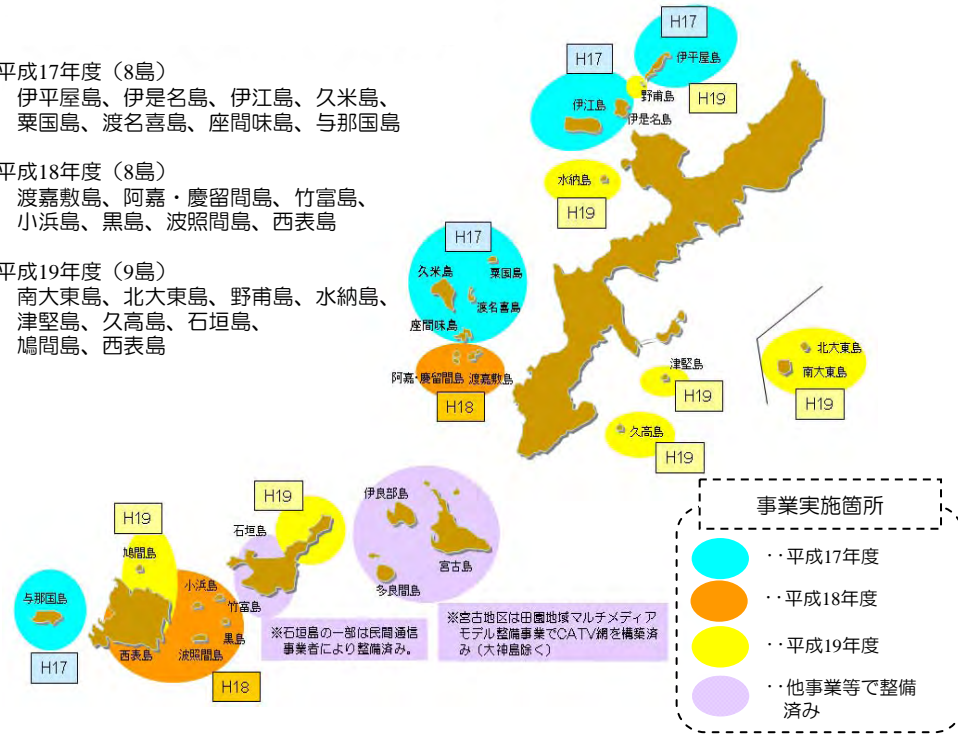 平成17年度（8島）
伊平屋島、伊是名島、伊江島、久米島、
粟国島、渡名喜島、座間味島、与那国島
平成18年度（8島）
渡嘉敷島、阿嘉・慶留間島、竹富島、
小浜島、黒島、波照間島、西表島
平成19年度（9島）
南大東島、北大東島、野甫島、水納島、
津堅島、久高島、石垣島、
鳩間島、西表島
H17
伊平屋島
H17
野甫島
H19
伊江島
伊是名島
水納島
H19
H17
久米島
粟国島
渡名喜島
座間味島
阿嘉・慶留間島
渡嘉敷島
H18
津堅島
H19
久高島
H19
北大東島
南大東島
H19
H19
鳩間島
与那国島
H17
西表島
小浜島
竹富島
黒島
波照間島
H18
H19
石垣島
伊良部島
宮古島
多良間島
※石垣島の一部は民間通信
事業者により整備済み。
※宮古地区は田園地域マルチメディア
モデル整備事業でCATV網を構築済
み（大神島除く）
事業実施箇所
‥平成17年度
‥平成18年度
‥平成19年度
‥他事業等で整備
済み